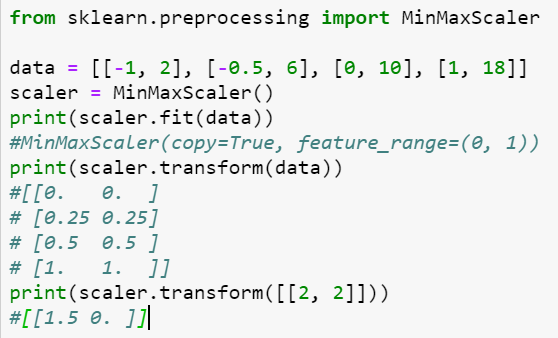 from sklearn.preprocessing import MinMaxScaler
data = [[-1, 2], [-0.5, 6], [0, 10], [1, 18]]
scaler = MinMaxScaler()
print(scaler.fit(data))
#MinMaxScaler(copy=True, feature_range=(0, 1))
print(scaler.transform(data))
#[[0.   0.  ]
# [0.25 0.25]
# [0.5  0.5 ]
# [1.   1.  ]]
print(scaler.transform([[2, 2]]))
#[[1.5 0. ]]